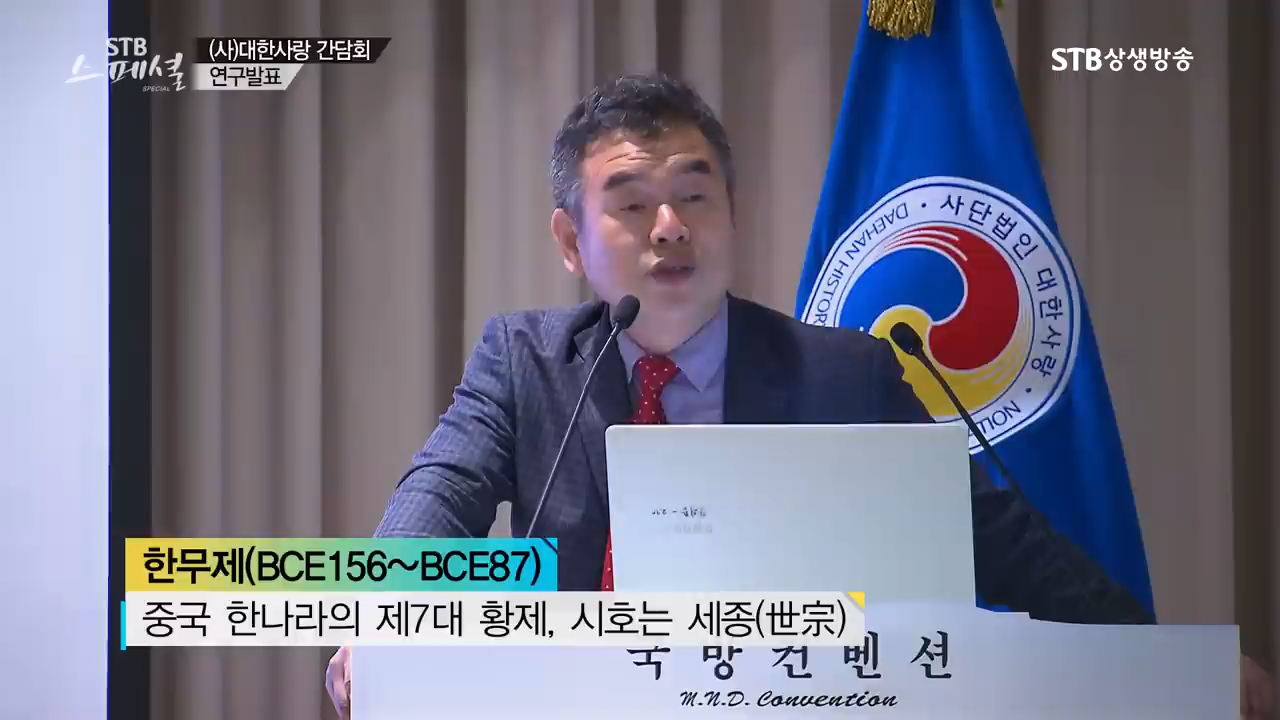 STB
스페셜
SPECIAL
(사)대한사랑 간담회
연구발표
STB상생방송
사단법인 대한사랑
DAEHAN HISTOR
한무제(BCE156~BCE87)
중국 한나라의 제7대 황제, 시호는 세종(世宗)
국방컨벤션
M.N.D. Convention